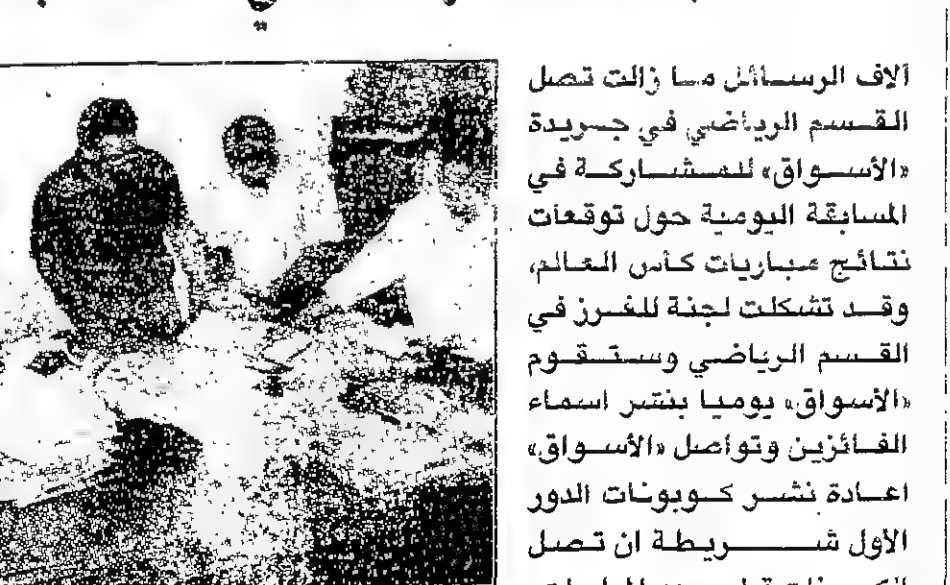 آلاف الرسائل ما زالت تصل
القسم الرياضي في جريدة
«الأسواق» للمشاركة في
المسابقة اليومية حول توقعات
نتائج مباريات كأس العالم،
وقد تشكلت لجنة للفرز في
القسم الرياضي وستقوم
«الأسواق» يوميا بنشر اسماء
الفائزين وتواصل «الأسواق»
اعادة نشر كوبونات الدور
الأول شريطة ان تصل